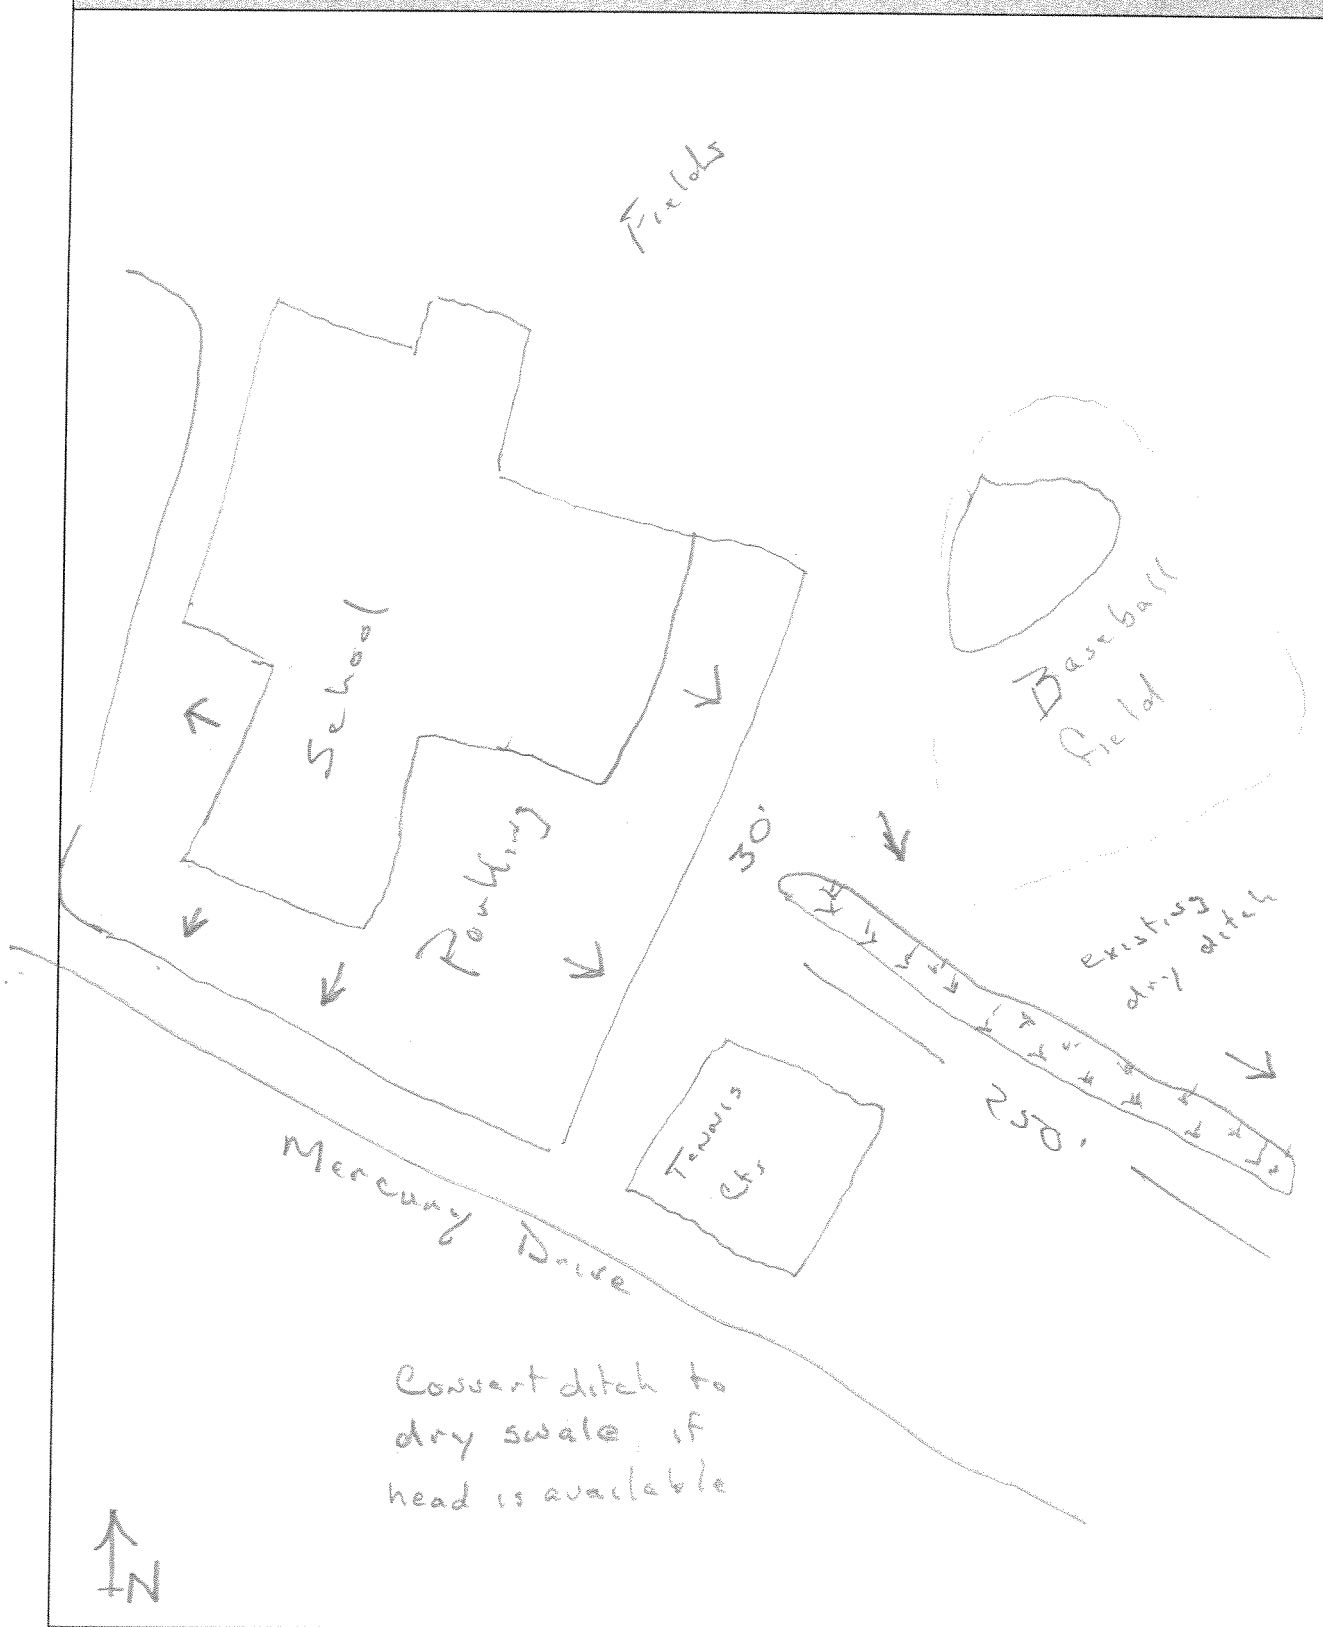 Fields
School
Parking
Baseball
field
30'
existing
dry ditch
250'
Tennis
Cts
Mercury Drive
Convert ditch to
dry swale if
head is available
N